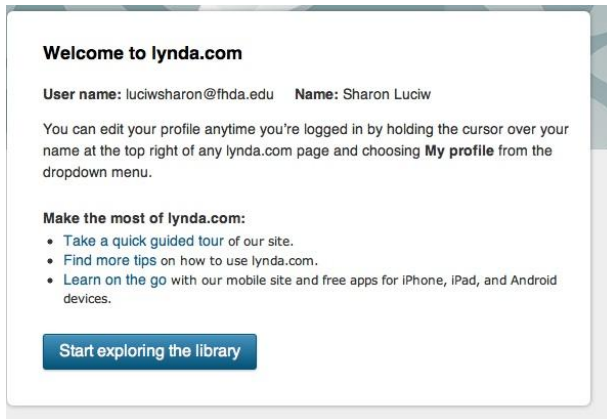 Welcome to lynda.com
User name: luciwsharon@fhda.edu Name: Sharon Luciw
You can edit your profile anytime you're logged in by holding the cursor over your
name at the top right of any lynda.com page and choosing My profile from the
dropdown menu.
Make the most of lynda.com:
• Take a quick guided tour of our site.
• Find more tips on how to use lynda.com.
• Learn on the go with our mobile site and free apps for iPhone, iPad, and Android
devices.
Start exploring the library